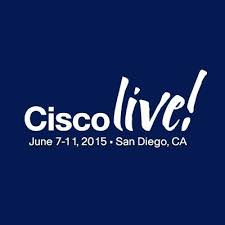 Cisco live!
June 7-11, 2015 • San Diego, CA